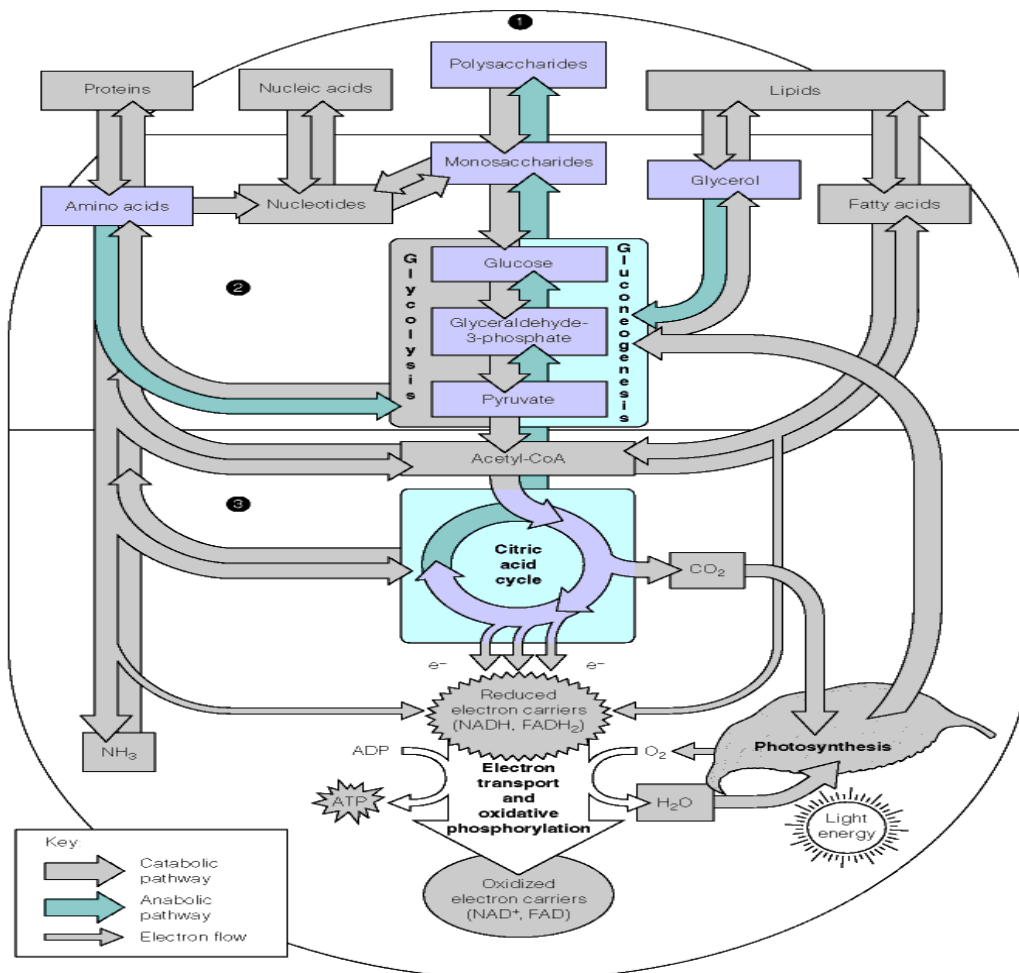 1
Polysaccharides
Proteins
Nucleic acids
Lipids
Monosaccharides
Amino acids
Nucleotides
Glycerol
Fatty acids
2
Glycolysis
Gluconeogenesis
Glucose
Glyceraldehyde-
3-phosphate
Pyruvate
Acetyl-CoA
3
Citric
acid
cycle
CO₂
e⁻
e⁻
Reduced
electron carriers
(NADH, FADH₂)
NH₃
ADP
O₂
Photosynthesis
Electron
transport
and
oxidative
phosphorylation
ATP
H₂O
Light
energy
Oxidized
electron carriers
(NAD⁺, FAD)
Key:
Catabolic
pathway
Anabolic
pathway
Electron flow